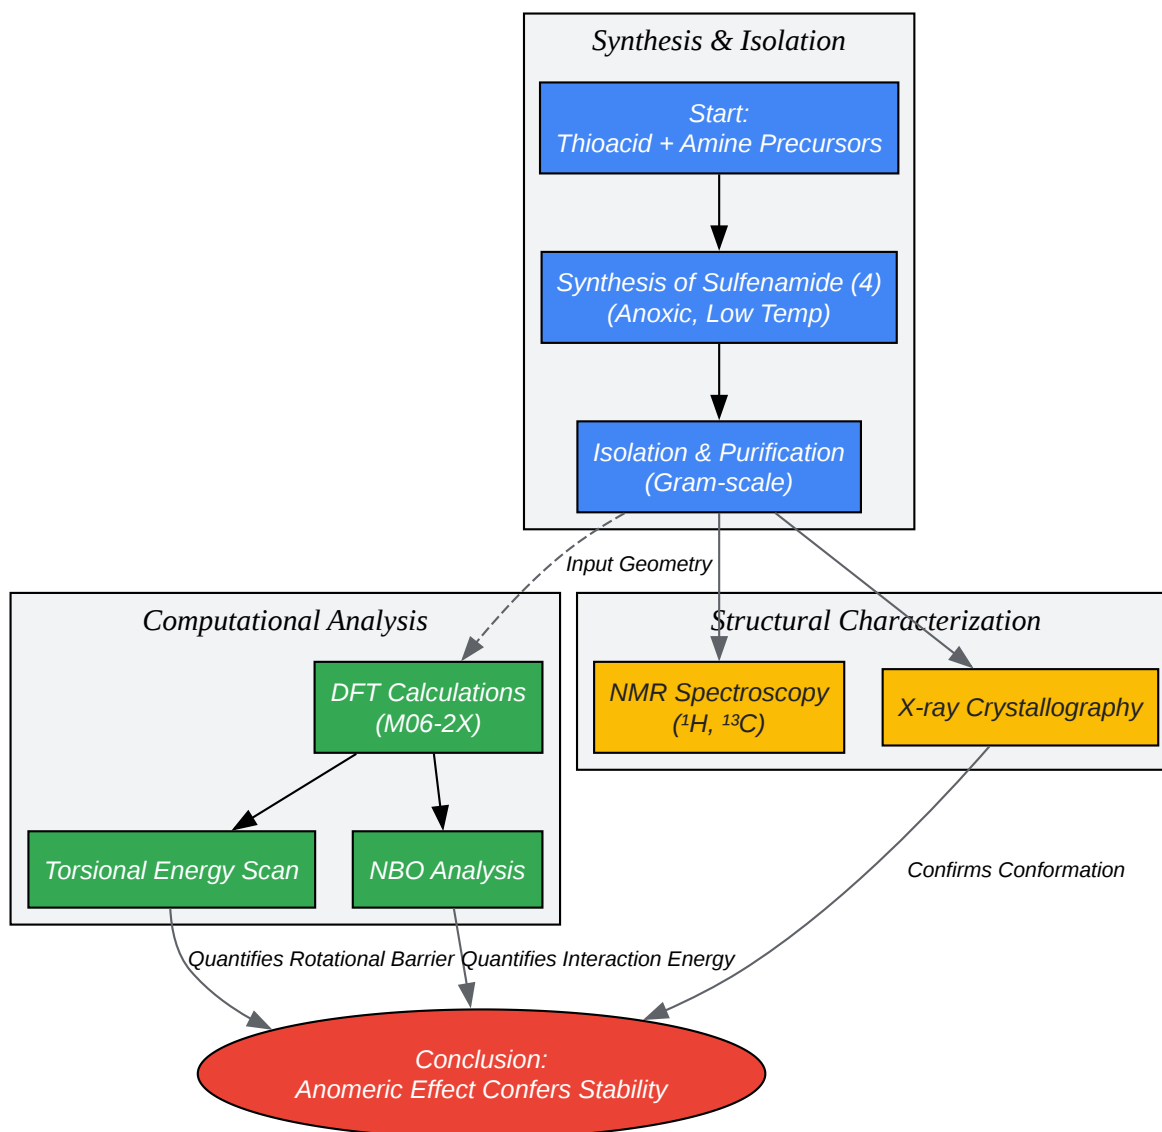 Synthesis & Isolation
Start:
Thioacid + Amine Precursors
Synthesis of Sulfenamide (4)
(Anoxic, Low Temp)
Isolation & Purification
(Gram-scale)
Input Geometry
Computational Analysis
Structural Characterization
DFT Calculations
(M06-2X)
NMR Spectroscopy
(¹H, ¹³C)
X-ray Crystallography
Torsional Energy Scan
NBO Analysis
Confirms Conformation
Quantifies Rotational Barrier
Quantifies Interaction Energy
Conclusion:
Anomeric Effect Confers Stability